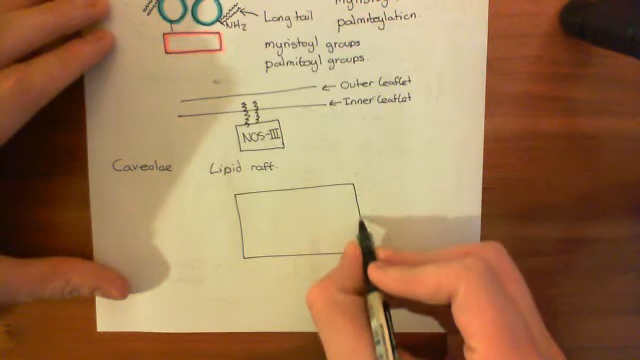 Long tail
palmitoylation.
NH2
myristoyl groups
palmitoyl groups.
Outer leaflet
Inner leaflet
NOS-III
Caveolae Lipid raft.